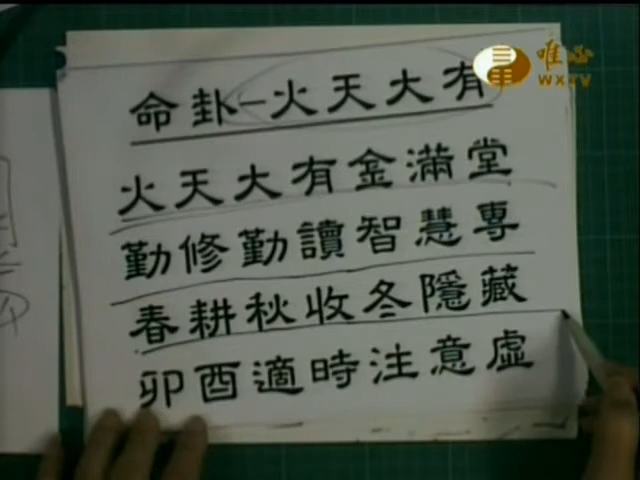 命卦-火天大有
唯心
WXTV
火天大有金滿堂
勤修勤讀智慧專
春耕秋收冬隱藏
卯酉適時注意虛